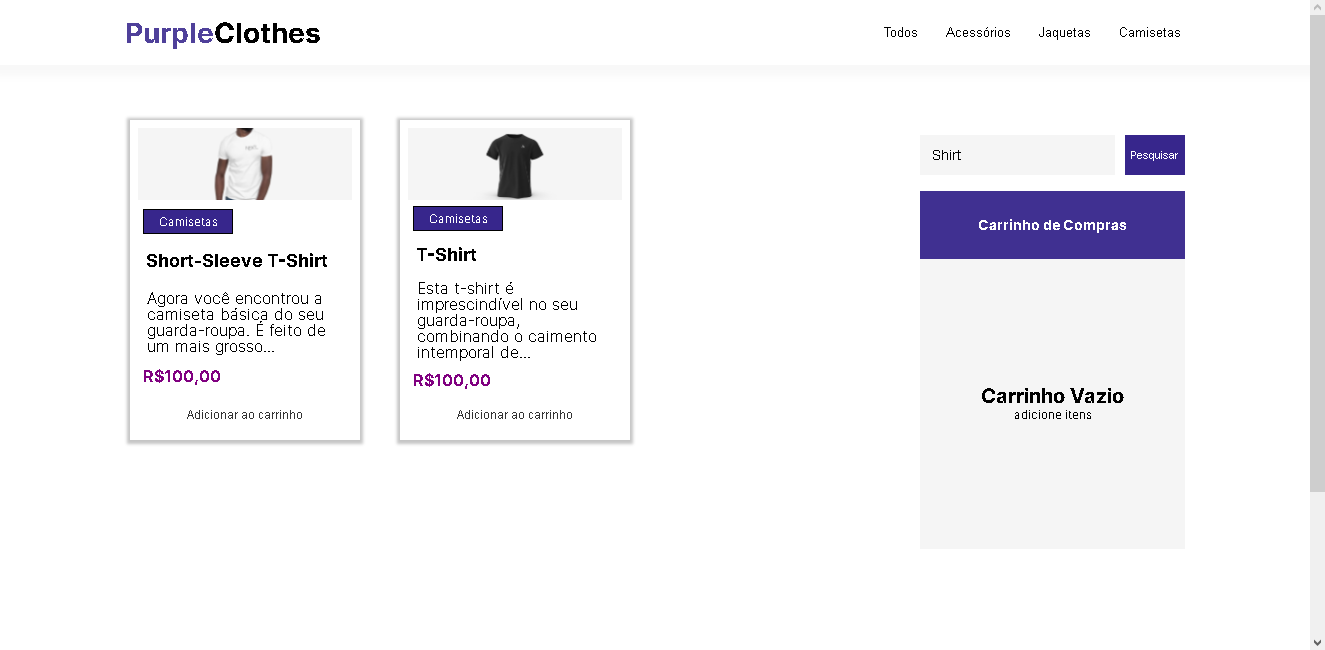 PurpleClothes
Todos
Acessórios
Jaquetas
Camisetas
Camisetas
Short-Sleeve T-Shirt
Agora você encontrou a
camiseta básica do seu
guarda-roupa. É feito de
um mais grosso...
R$100,00
Adicionar ao carrinho
Camisetas
T-Shirt
Esta t-shirt é
imprescindível no seu
guarda-roupa,
combinando o caimento
intemporal de...
R$100,00
Adicionar ao carrinho
Shirt
Pesquisar
Carrinho de Compras
Carrinho Vazio
adicione itens